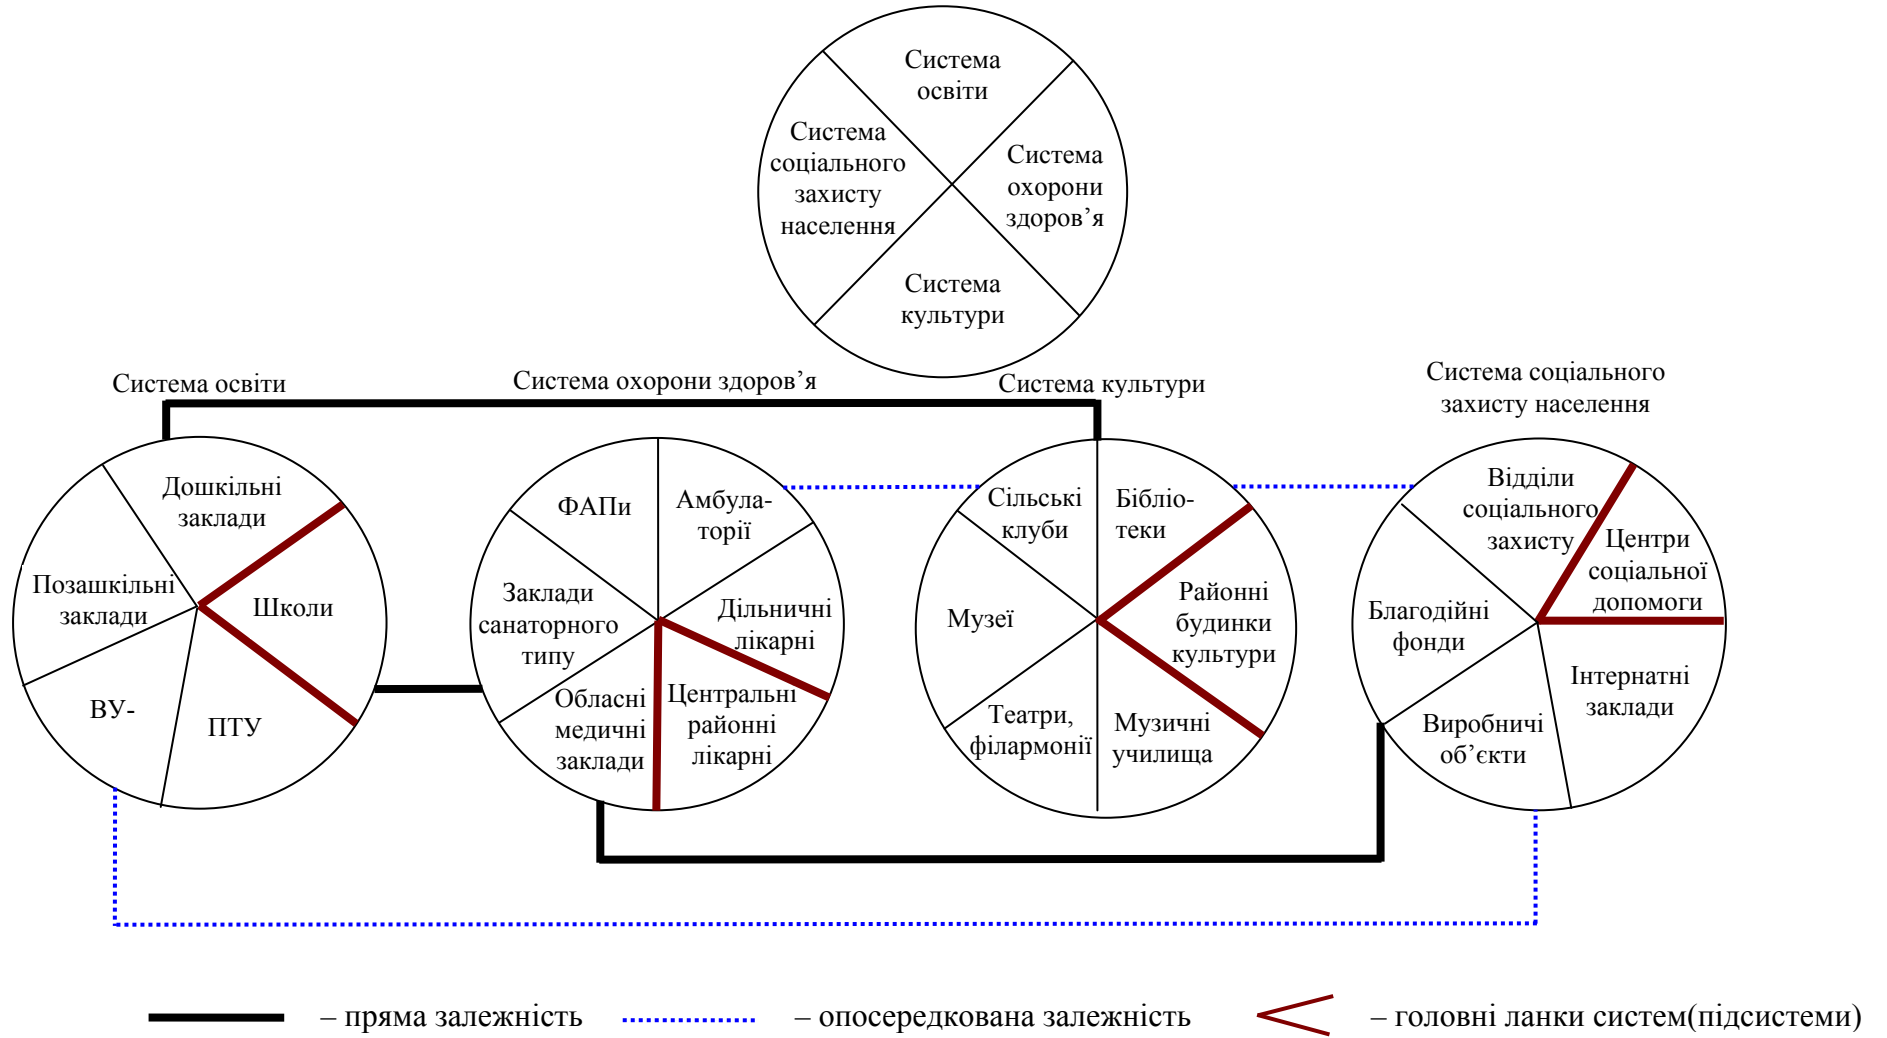 Система
освіти
Система
соціального
захисту
населення
Система
охорони
здоров’я
Система
культури
Система освіти
Система охорони здоров’я
Система культури
Система соціального
захисту населення
Дошкільні
заклади
Позашкільні
заклади
Школи
ВУ-
ПТУ
ФАПи
Амбула-
торії
Заклади
санаторного
типу
Дільничні
лікарні
Обласні
медичні
заклади
Центральні
районні
лікарні
Сільські
клуби
Бібліо-
теки
Музеї
Районні
будинки
культури
Театри,
філармонії
Музичні
училища
Відділи
соціального
захисту
Центри
соціальної
допомоги
Благодійні
фонди
Інтернатні
заклади
Виробничі
об’єкти
– пряма залежність
– опосередкована залежність
– головні ланки систем(підсистеми)